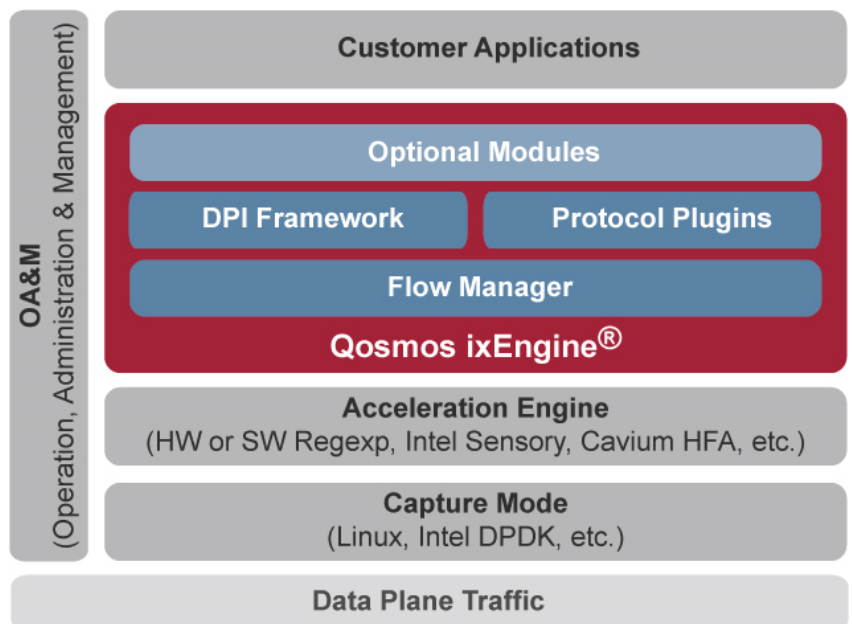 OA&M
(Operation, Administration & Management)
Customer Applications
Optional Modules
DPI Framework
Protocol Plugins
Flow Manager
Qosmos ixEngine®
Acceleration Engine
(HW or SW Regexp, Intel Sensory, Cavium HFA, etc.)
Capture Mode
(Linux, Intel DPDK, etc.)
Data Plane Traffic